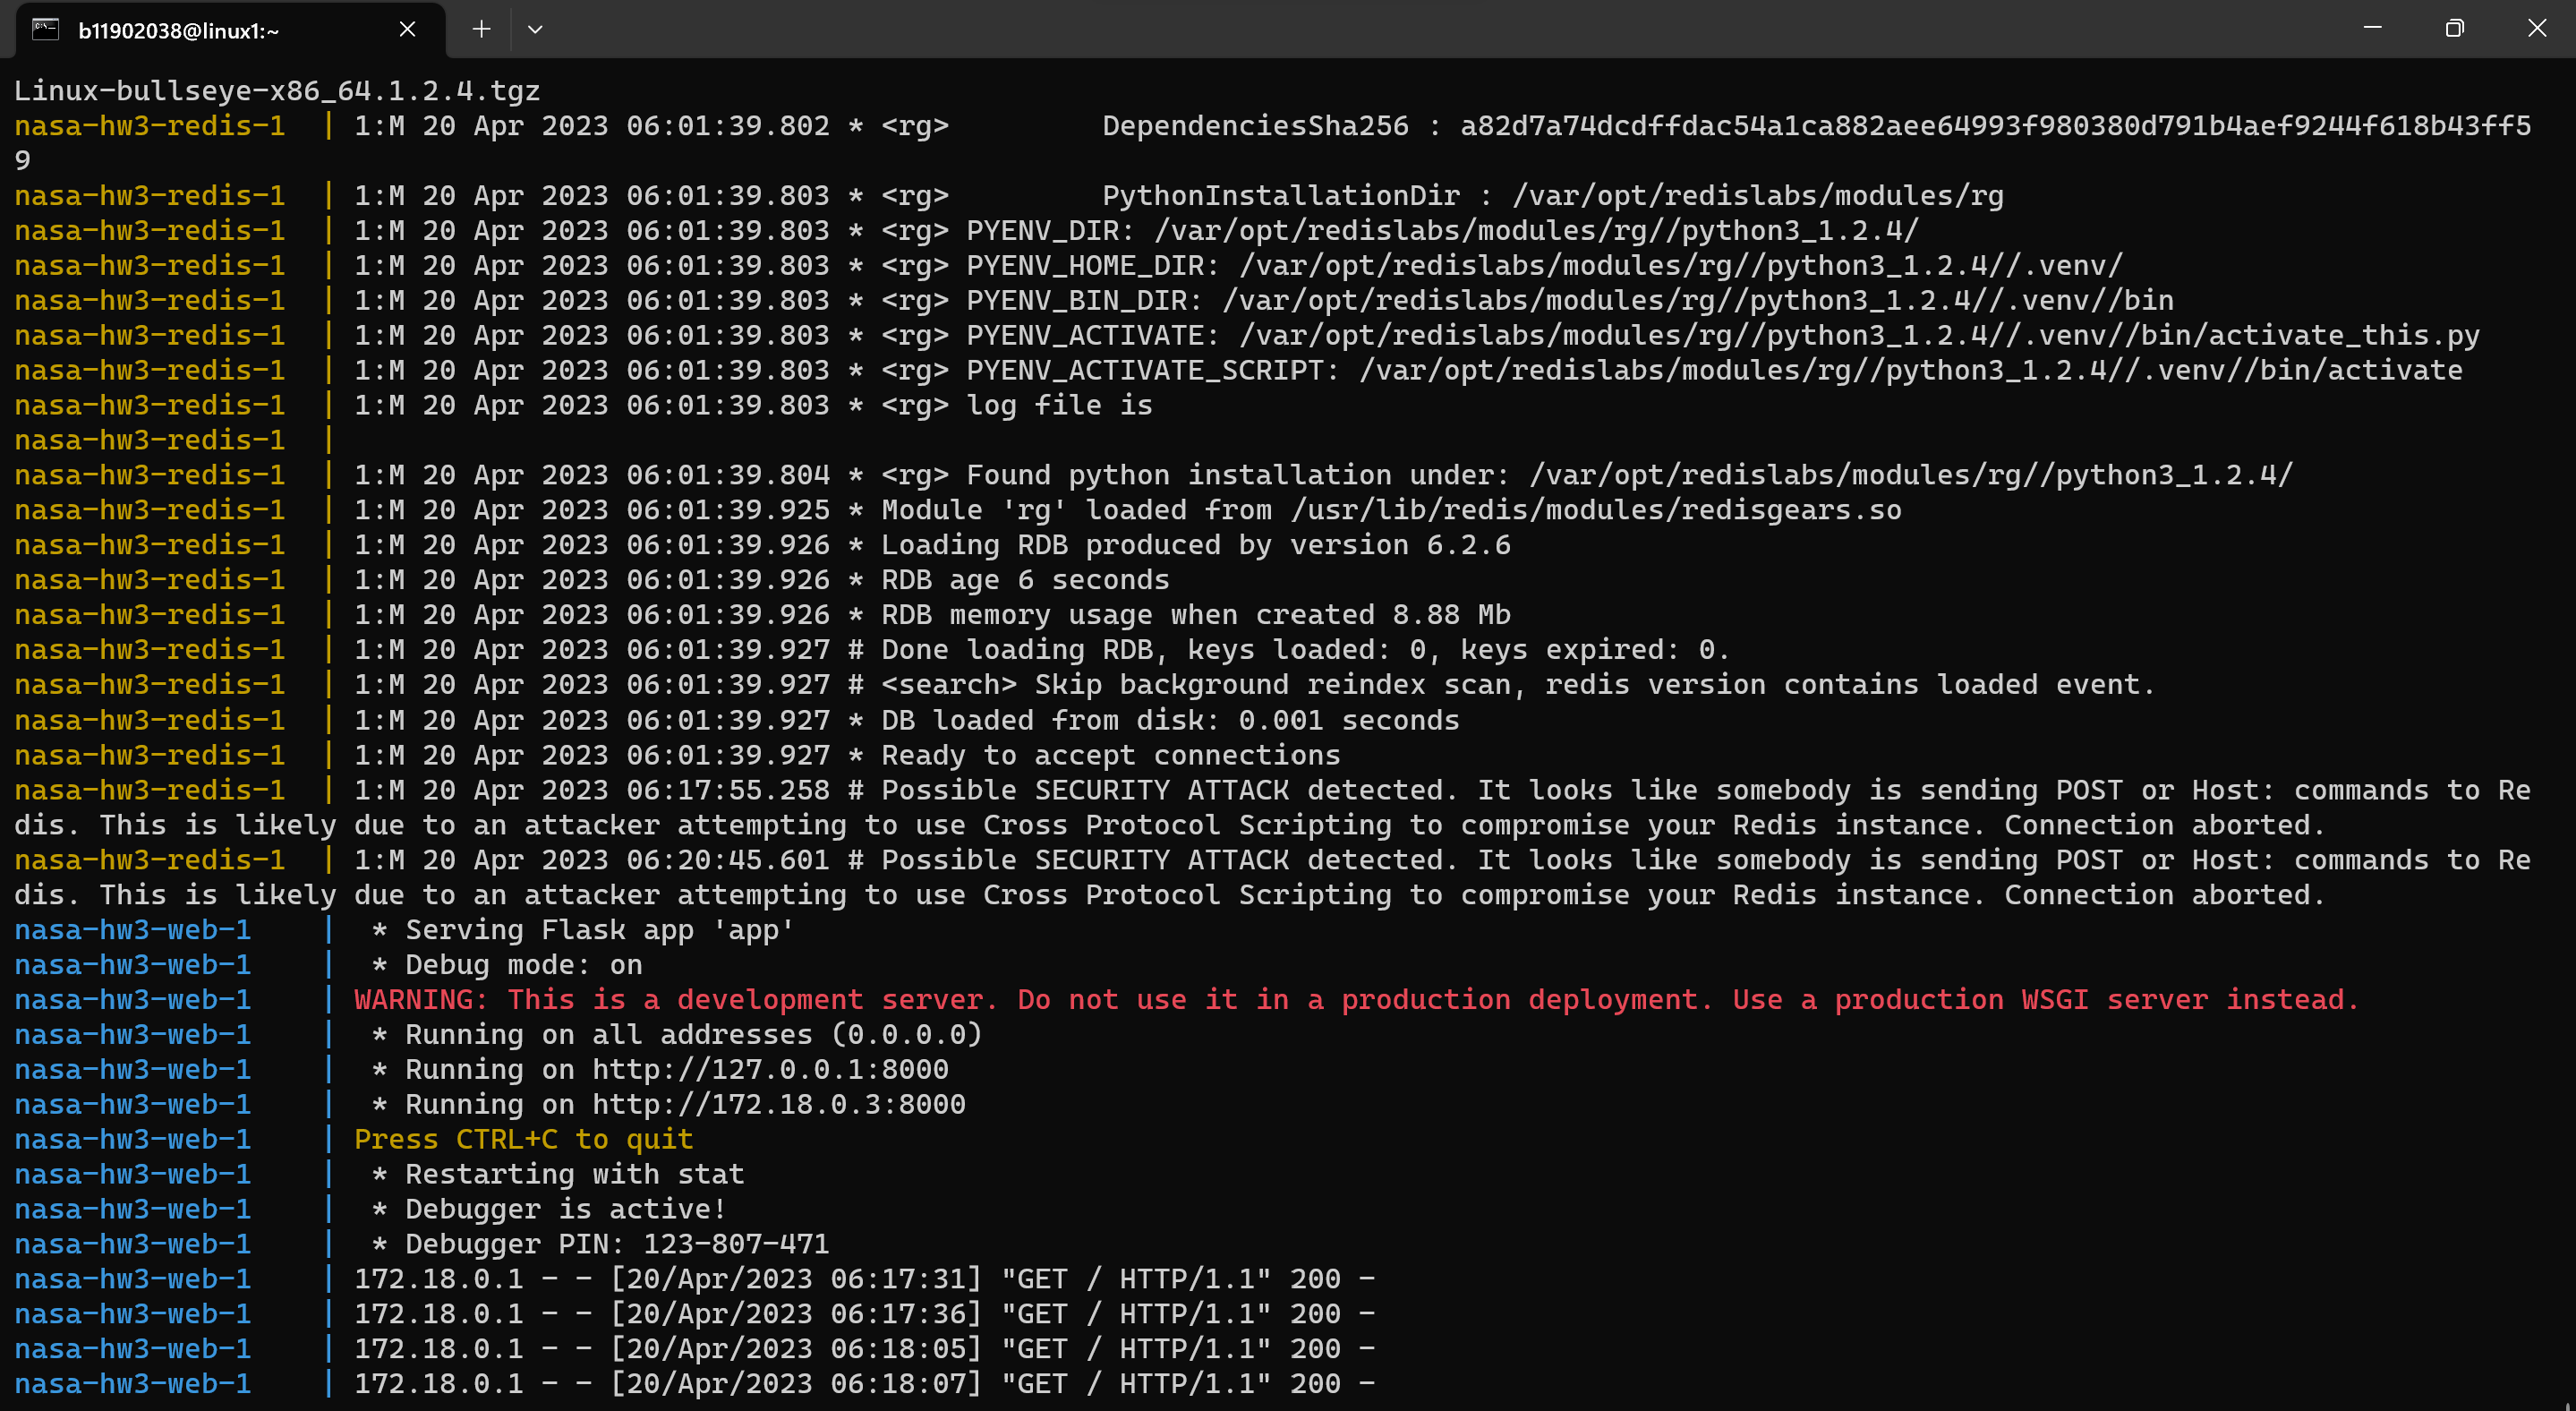 b11902038@linux1:~
Linux-bullseye-x86_64.1.2.4.tgz
nasa-hw3-redis-1  | 1:M 20 Apr 2023 06:01:39.802 * <rg>         DependenciesSha256 : a82d7a74dcdffdac54a1ca882aee64993f980380d791b4aef9244f618b43ff5
9
nasa-hw3-redis-1  | 1:M 20 Apr 2023 06:01:39.803 * <rg>         PythonInstallationDir : /var/opt/redislabs/modules/rg
nasa-hw3-redis-1  | 1:M 20 Apr 2023 06:01:39.803 * <rg> PYENV_DIR: /var/opt/redislabs/modules/rg//python3_1.2.4/
nasa-hw3-redis-1  | 1:M 20 Apr 2023 06:01:39.803 * <rg> PYENV_HOME_DIR: /var/opt/redislabs/modules/rg//python3_1.2.4//.venv/
nasa-hw3-redis-1  | 1:M 20 Apr 2023 06:01:39.803 * <rg> PYENV_BIN_DIR: /var/opt/redislabs/modules/rg//python3_1.2.4//.venv//bin
nasa-hw3-redis-1  | 1:M 20 Apr 2023 06:01:39.803 * <rg> PYENV_ACTIVATE: /var/opt/redislabs/modules/rg//python3_1.2.4//.venv//bin/activate_this.py
nasa-hw3-redis-1  | 1:M 20 Apr 2023 06:01:39.803 * <rg> PYENV_ACTIVATE_SCRIPT: /var/opt/redislabs/modules/rg//python3_1.2.4//.venv//bin/activate
nasa-hw3-redis-1  | 1:M 20 Apr 2023 06:01:39.803 * <rg> log file is
nasa-hw3-redis-1  |
nasa-hw3-redis-1  | 1:M 20 Apr 2023 06:01:39.804 * <rg> Found python installation under: /var/opt/redislabs/modules/rg//python3_1.2.4/
nasa-hw3-redis-1  | 1:M 20 Apr 2023 06:01:39.925 * Module 'rg' loaded from /usr/lib/redis/modules/redisgears.so
nasa-hw3-redis-1  | 1:M 20 Apr 2023 06:01:39.926 * Loading RDB produced by version 6.2.6
nasa-hw3-redis-1  | 1:M 20 Apr 2023 06:01:39.926 * RDB age 6 seconds
nasa-hw3-redis-1  | 1:M 20 Apr 2023 06:01:39.926 * RDB memory usage when created 8.88 Mb
nasa-hw3-redis-1  | 1:M 20 Apr 2023 06:01:39.927 # Done loading RDB, keys loaded: 0, keys expired: 0.
nasa-hw3-redis-1  | 1:M 20 Apr 2023 06:01:39.927 # <search> Skip background reindex scan, redis version contains loaded event.
nasa-hw3-redis-1  | 1:M 20 Apr 2023 06:01:39.927 * DB loaded from disk: 0.001 seconds
nasa-hw3-redis-1  | 1:M 20 Apr 2023 06:01:39.927 * Ready to accept connections
nasa-hw3-redis-1  | 1:M 20 Apr 2023 06:17:55.258 # Possible SECURITY ATTACK detected. It looks like somebody is sending POST or Host: commands to Re
dis. This is likely due to an attacker attempting to use Cross Protocol Scripting to compromise your Redis instance. Connection aborted.
nasa-hw3-redis-1  | 1:M 20 Apr 2023 06:20:45.601 # Possible SECURITY ATTACK detected. It looks like somebody is sending POST or Host: commands to Re
dis. This is likely due to an attacker attempting to use Cross Protocol Scripting to compromise your Redis instance. Connection aborted.
nasa-hw3-web-1    |  * Serving Flask app 'app'
nasa-hw3-web-1    |  * Debug mode: on
nasa-hw3-web-1    | WARNING: This is a development server. Do not use it in a production deployment. Use a production WSGI server instead.
nasa-hw3-web-1    |  * Running on all addresses (0.0.0.0)
nasa-hw3-web-1    |  * Running on http://127.0.0.1:8000
nasa-hw3-web-1    |  * Running on http://172.18.0.3:8000
nasa-hw3-web-1    | Press CTRL+C to quit
nasa-hw3-web-1    |  * Restarting with stat
nasa-hw3-web-1    |  * Debugger is active!
nasa-hw3-web-1    |  * Debugger PIN: 123-807-471
nasa-hw3-web-1    | 172.18.0.1 - - [20/Apr/2023 06:17:31] "GET / HTTP/1.1" 200 -
nasa-hw3-web-1    | 172.18.0.1 - - [20/Apr/2023 06:17:36] "GET / HTTP/1.1" 200 -
nasa-hw3-web-1    | 172.18.0.1 - - [20/Apr/2023 06:18:05] "GET / HTTP/1.1" 200 -
nasa-hw3-web-1    | 172.18.0.1 - - [20/Apr/2023 06:18:07] "GET / HTTP/1.1" 200 -